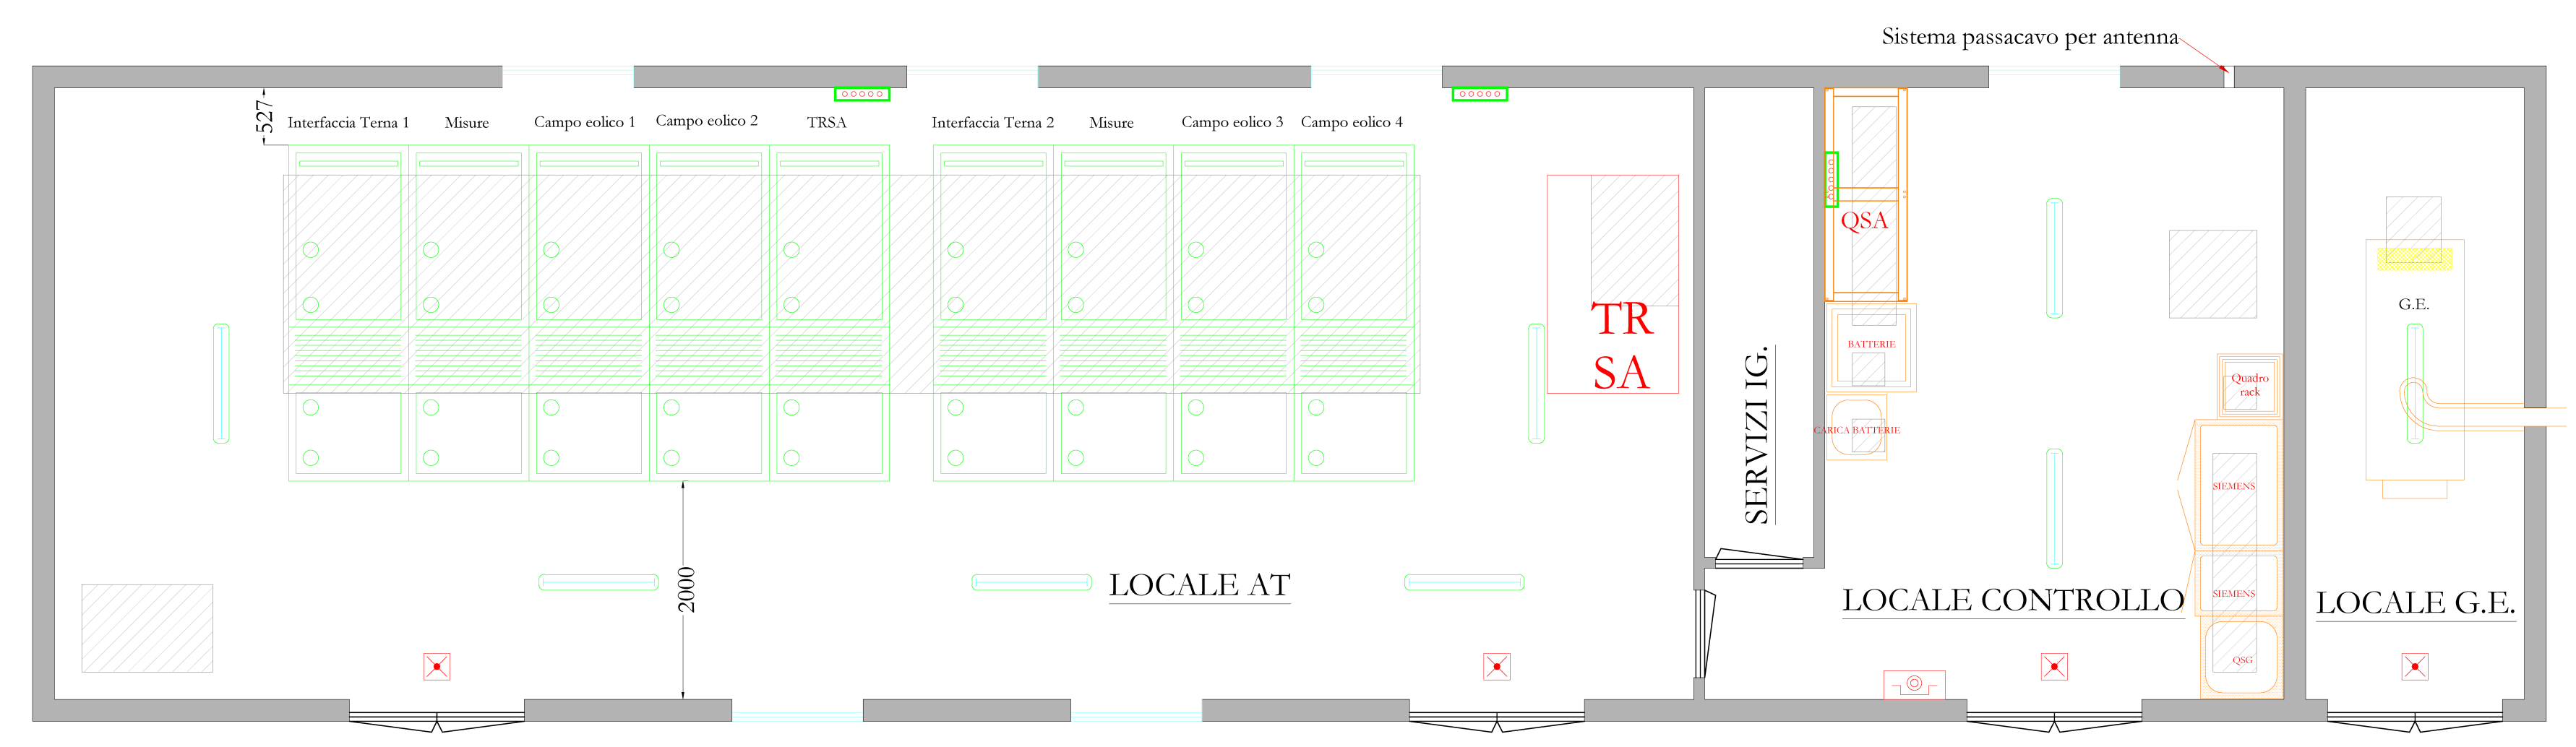 Sistema passacavo per antenna
527
Interfaccia Terna 1
Misure
Campo eolico 1
Campo eolico 2
TRSA
Interfaccia Terna 2
Misure
Campo eolico 3
Campo eolico 4
QSA
TR
SA
G.E.
BATTERIE
Quadro
rack
CARICA BATTERIE
SERVIZI IG.
SIEMENS
2000
LOCALE AT
SIEMENS
LOCALE CONTROLLO
LOCALE G.E.
QSG